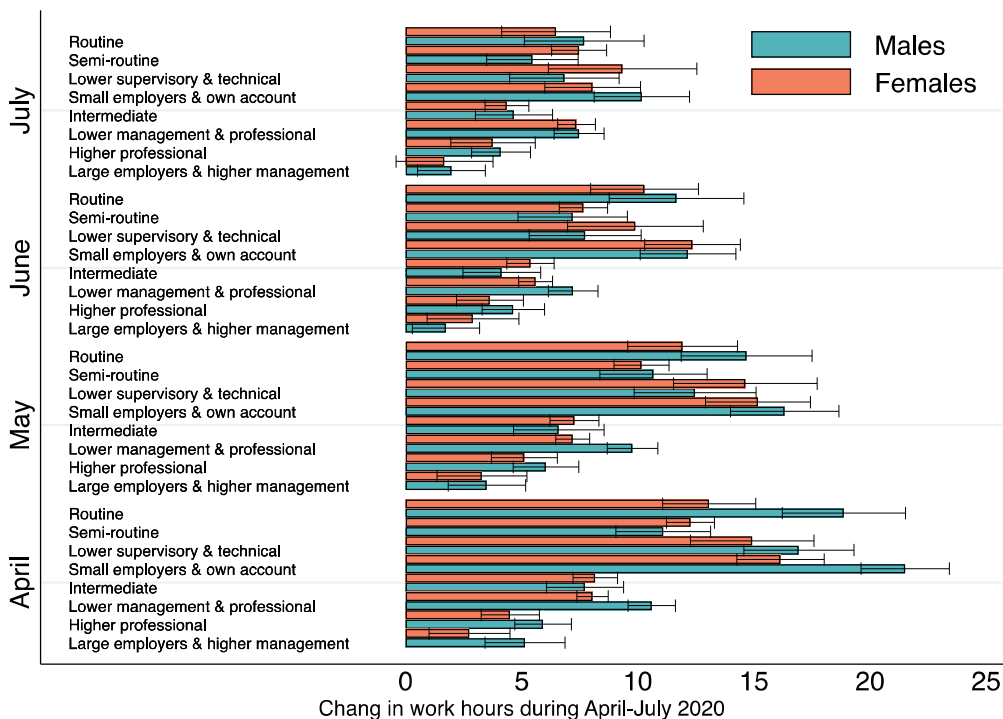 July
Routine
Semi-routine
Lower supervisory & technical
Small employers & own account
Intermediate
Lower management & professional
Higher professional
Large employers & higher management
June
Routine
Semi-routine
Lower supervisory & technical
Small employers & own account
Intermediate
Lower management & professional
Higher professional
Large employers & higher management
May
Routine
Semi-routine
Lower supervisory & technical
Small employers & own account
Intermediate
Lower management & professional
Higher professional
Large employers & higher management
April
Routine
Semi-routine
Lower supervisory & technical
Small employers & own account
Intermediate
Lower management & professional
Higher professional
Large employers & higher management
Males
Females
0 5 10 15 20 25
Chang in work hours during April-July 2020